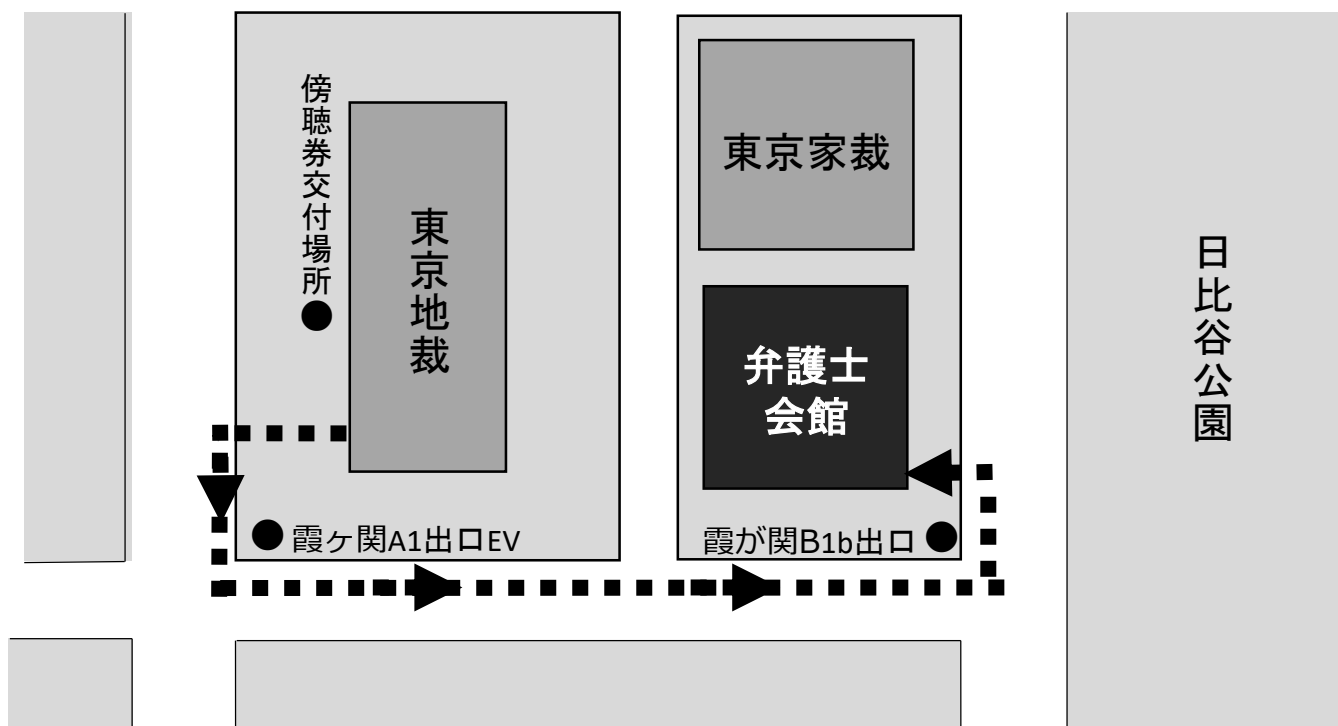 傍聴券交付場所
東京地裁
霞ヶ関A1出口EV
東京家裁
弁護士
会館
霞が関B1b出口
日比谷公園